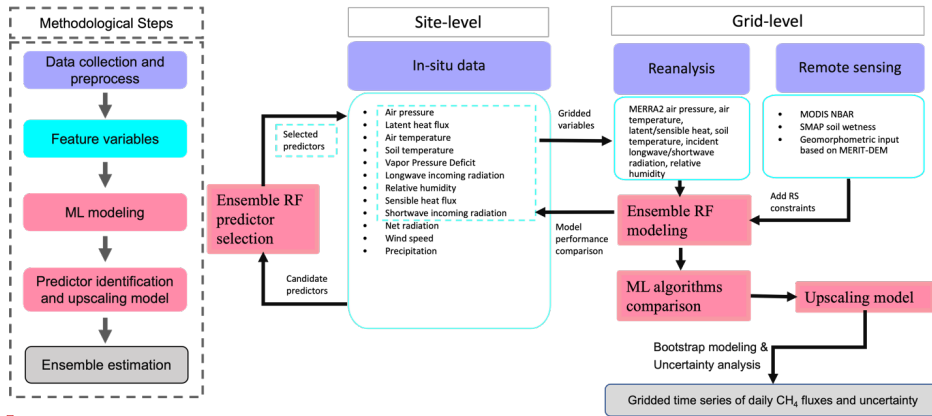 Methodological Steps
Data collection and
preprocess
Feature variables
ML modeling
Predictor identification
and upscaling model
Ensemble estimation
Site-level
In-situ data
Air pressure
Latent heat flux
Air temperature
Soil temperature
Vapor Pressure Deficit
Longwave incoming radiation
Relative humidity
Sensible heat flux
Shortwave incoming radiation
Net radiation
Wind speed
Precipitation
Selected
predictors
Ensemble RF
predictor
selection
Candidate
predictors
Gridded
variables
Model
performance
comparison
Grid-level
Reanalysis
MERRA2 air pressure, air
temperature,
latent/sensible heat, soil
temperature, incident
longwave/shortwave
radiation, relative
humidity
Remote sensing
MODIS NBAR
SMAP soil wetness
Geomorphometric input
based on MERIT-DEM
Add RS
constraints
Ensemble RF
modeling
ML algorithms
comparison
Upscaling model
Bootstrap modeling &
Uncertainty analysis
Gridded time series of daily CH₄ fluxes and uncertainty